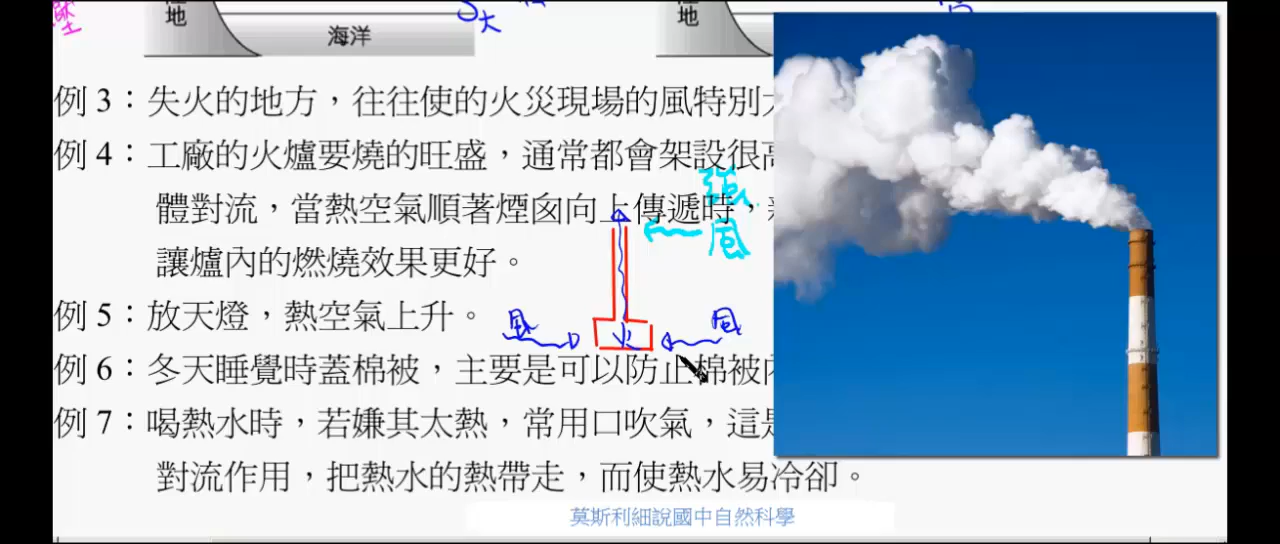 壓
陸地
海洋
大
地
例 3：失火的地方，往往使的火災現場的風特別
例 4：工廠的火爐要燒的旺盛，通常都會架設很高
體對流，當熱空氣順著煙囪向上傳遞時，
強
風
讓爐內的燃燒效果更好。
例 5：放天燈，熱空氣上升。
風
火
風
例 6：冬天睡覺時蓋棉被，主要是可以防止棉被內
例 7：喝熱水時，若嫌其太熱，常用口吹氣，這是
對流作用，把熱水的熱帶走，而使熱水易冷卻。
莫斯利細說國中自然科學